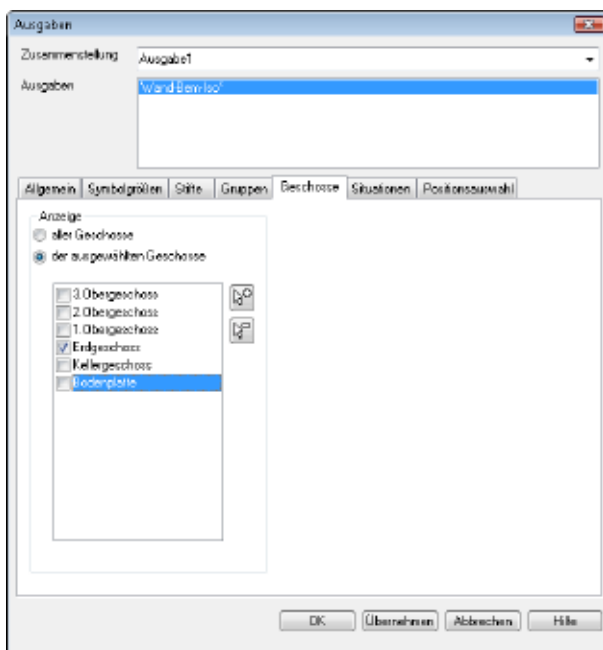 Ausgaben
Zusammenstellung
Ausgabe1
Ausgaben
"Wand-Bem-Iso"
Allgemein Symbolgrößen Stifte Gruppen Geschosse Situationen Positionsauswahl
Anzeige
aller Geschosse
der ausgewählten Geschosse
3.Obergeschoss
2.Obergeschoss
1.Obergeschoss
Erdgeschoss
Kellergeschoss
Bodenplatte
OK Übernehmen Abbrechen Hilfe